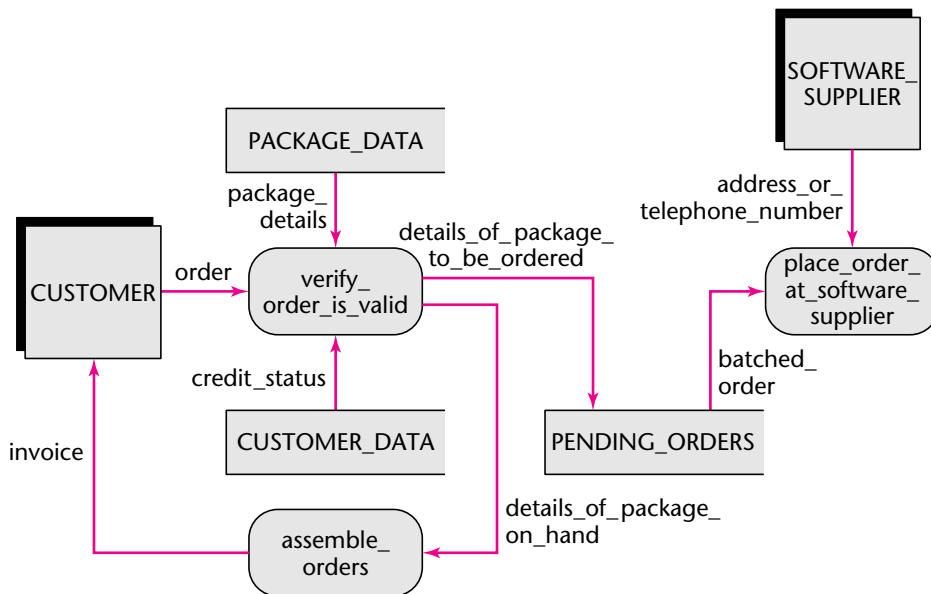 SOFTWARE_
SUPPLIER
PACKAGE_DATA
package_
details
address_or_
telephone_number
details_of_package_
to_be_ordered
CUSTOMER
order
verify_
order_is_valid
place_order_
at_software_
supplier
credit_status
batched_
order
invoice
CUSTOMER_DATA
PENDING_ORDERS
details_of_package_
on_hand
assemble_
orders